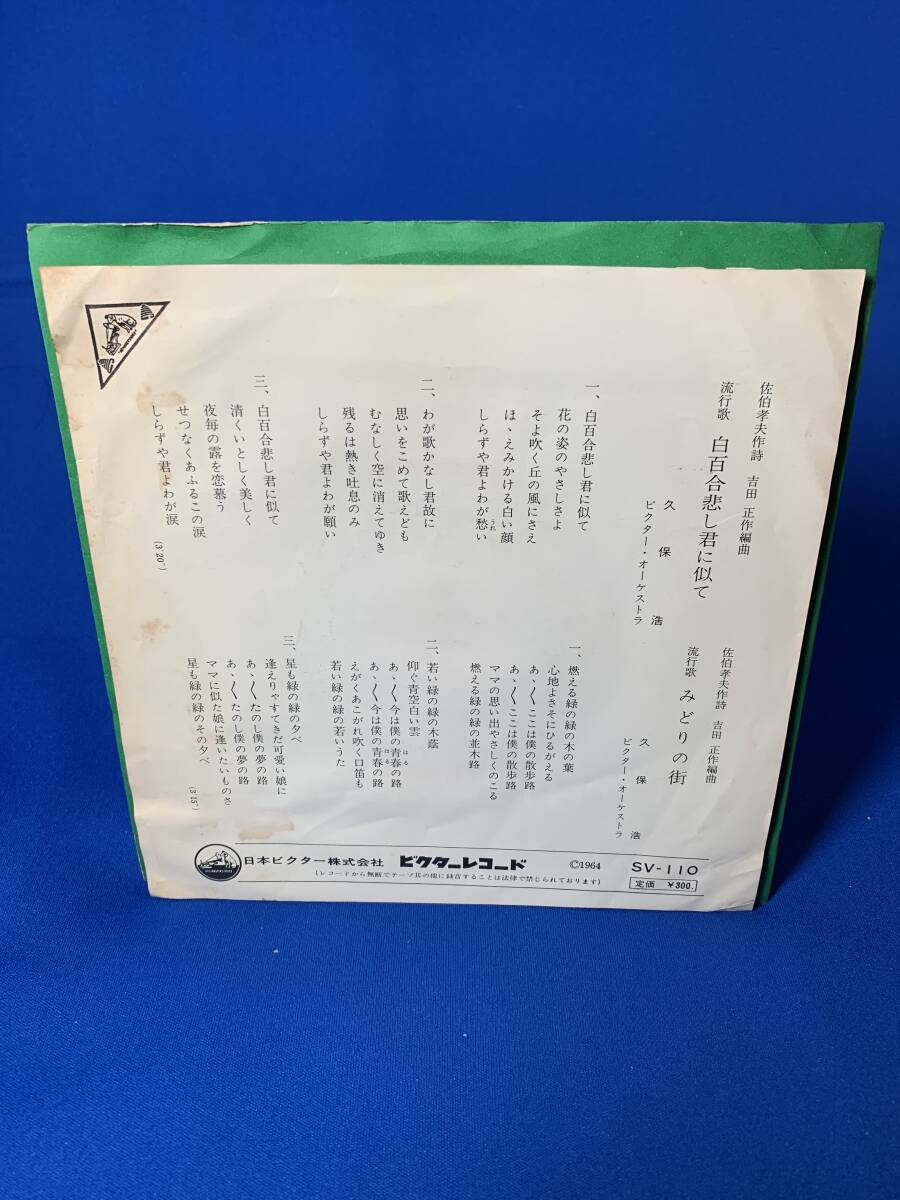 佐伯孝夫作詩 吉田 正作編曲
流行歌 白百合悲し君に似て
久保 浩
ビクター・オーケストラ
一、白百合悲し君に似て
花の姿のやさしさよ
そよ吹く丘の風にさえ
ほゝえみかける白い顔
しらずや君よわが愁い
うれ
二、わが歌かなし君故に
思いをこめて歌えども
むなしく空に消えてゆき
残るは熱き吐息のみ
しらずや君よわが願い
三、白百合悲し君に似て
清くいとしく美しく
夜毎の露を恋慕う
せつなくあふるこの涙
しらずや君よわが涙
(3'20")
佐伯孝夫作詩 吉田 正作編曲
流行歌 みどりの街
久保 浩
ビクター・オーケストラ
一、燃える緑の緑の木の葉
心地よさそにひるがえる
あゝ〱ここは僕の散歩路
あゝ〱ここは僕の散歩路
ママの思い出やさしくのこる
燃える緑の緑の並木路
二、若い緑の緑の木蔭
仰ぐ青空白い雲
あゝ〱今は僕の青春の路
はる
あゝ〱今は僕の青春の路
はる
えがくあこがれ吹く口笛も
若い緑の緑の若いうた
三、星も緑の緑の夕べ
逢えりゃすてきだ可愛い娘に
あゝ〱たのし僕の夢の路
あゝ〱たのし僕の夢の路
ママに似た娘に逢いたいものさ
星も緑の緑のその夕べ
(3'15")
日本ビクター株式会社 ビクターレコード ©1964 SV-110
(レコードから無断でテープ其の他に録音することは法律で禁じられております)
定価 ¥300.